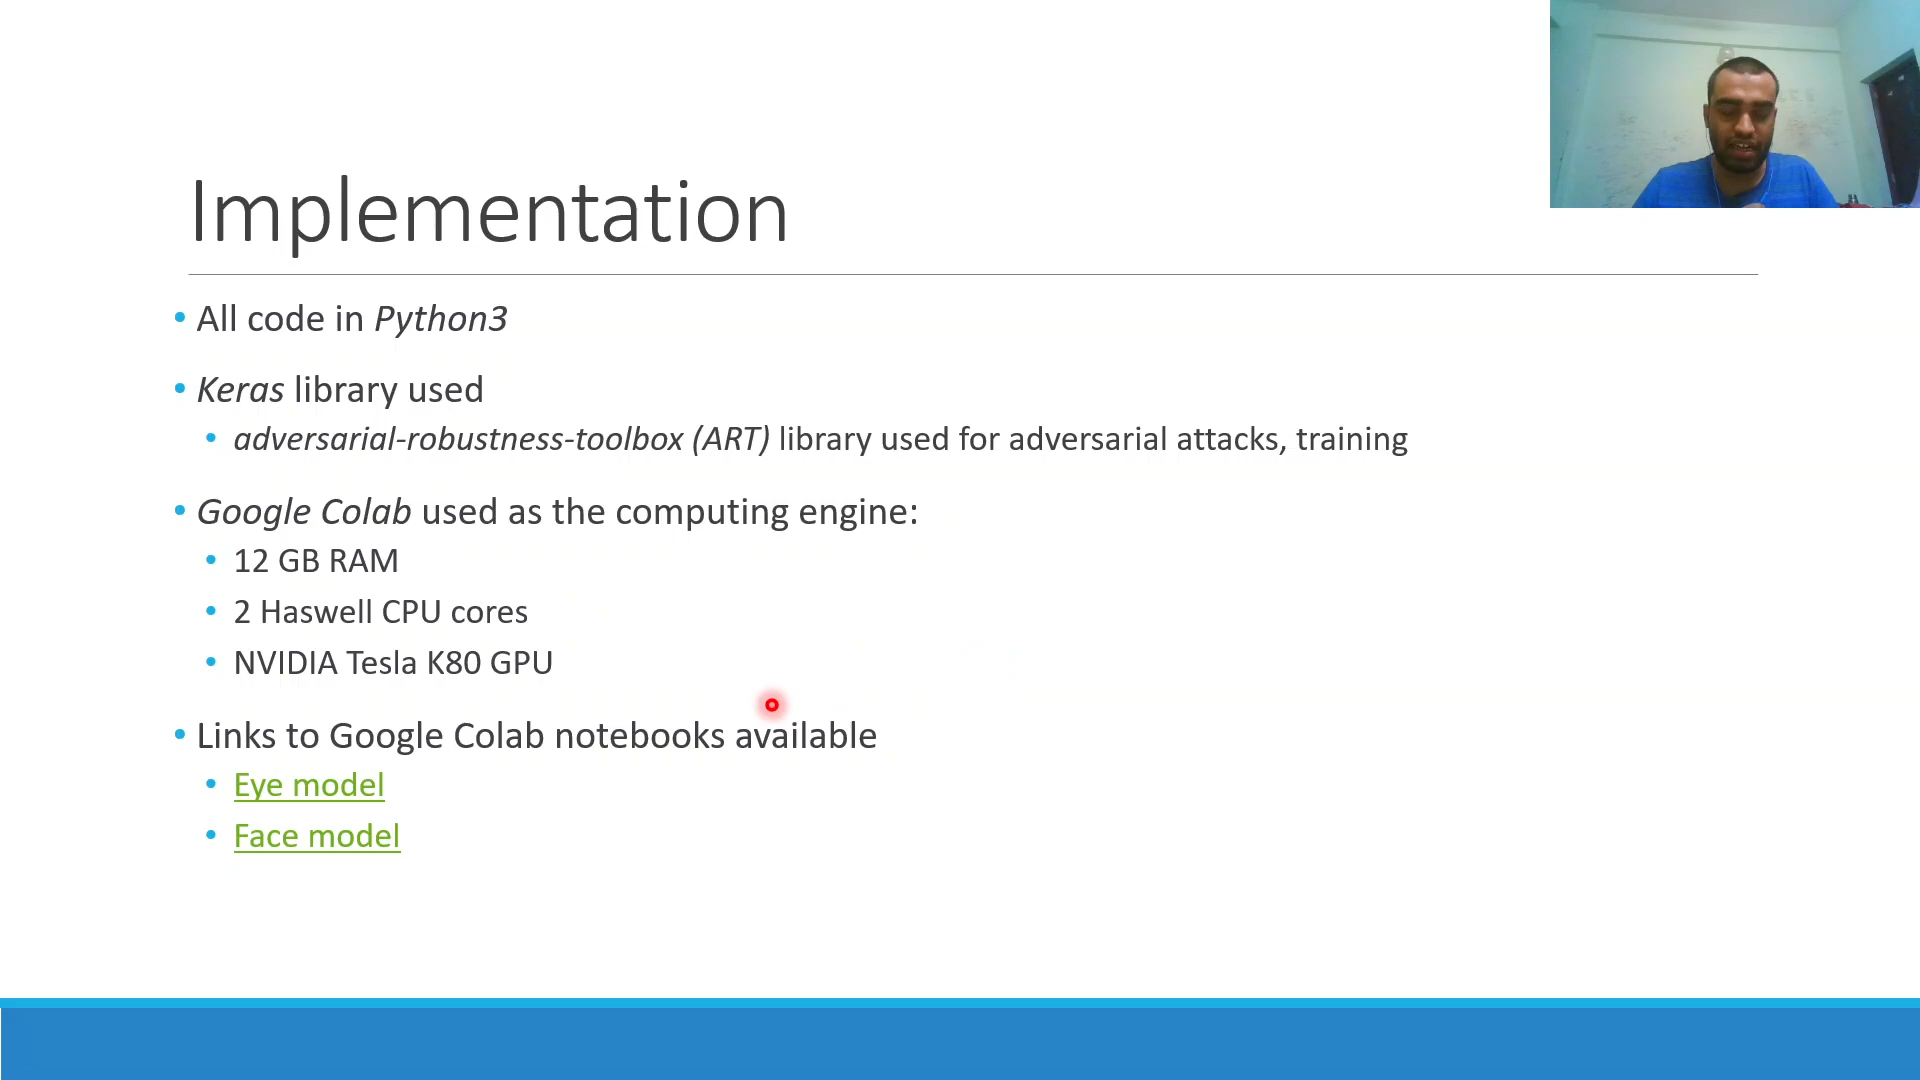 Implementation
• All code in Python3
• Keras library used
• adversarial-robustness-toolbox (ART) library used for adversarial attacks, training
• Google Colab used as the computing engine:
• 12 GB RAM
• 2 Haswell CPU cores
• NVIDIA Tesla K80 GPU
• Links to Google Colab notebooks available
• Eye model
• Face model